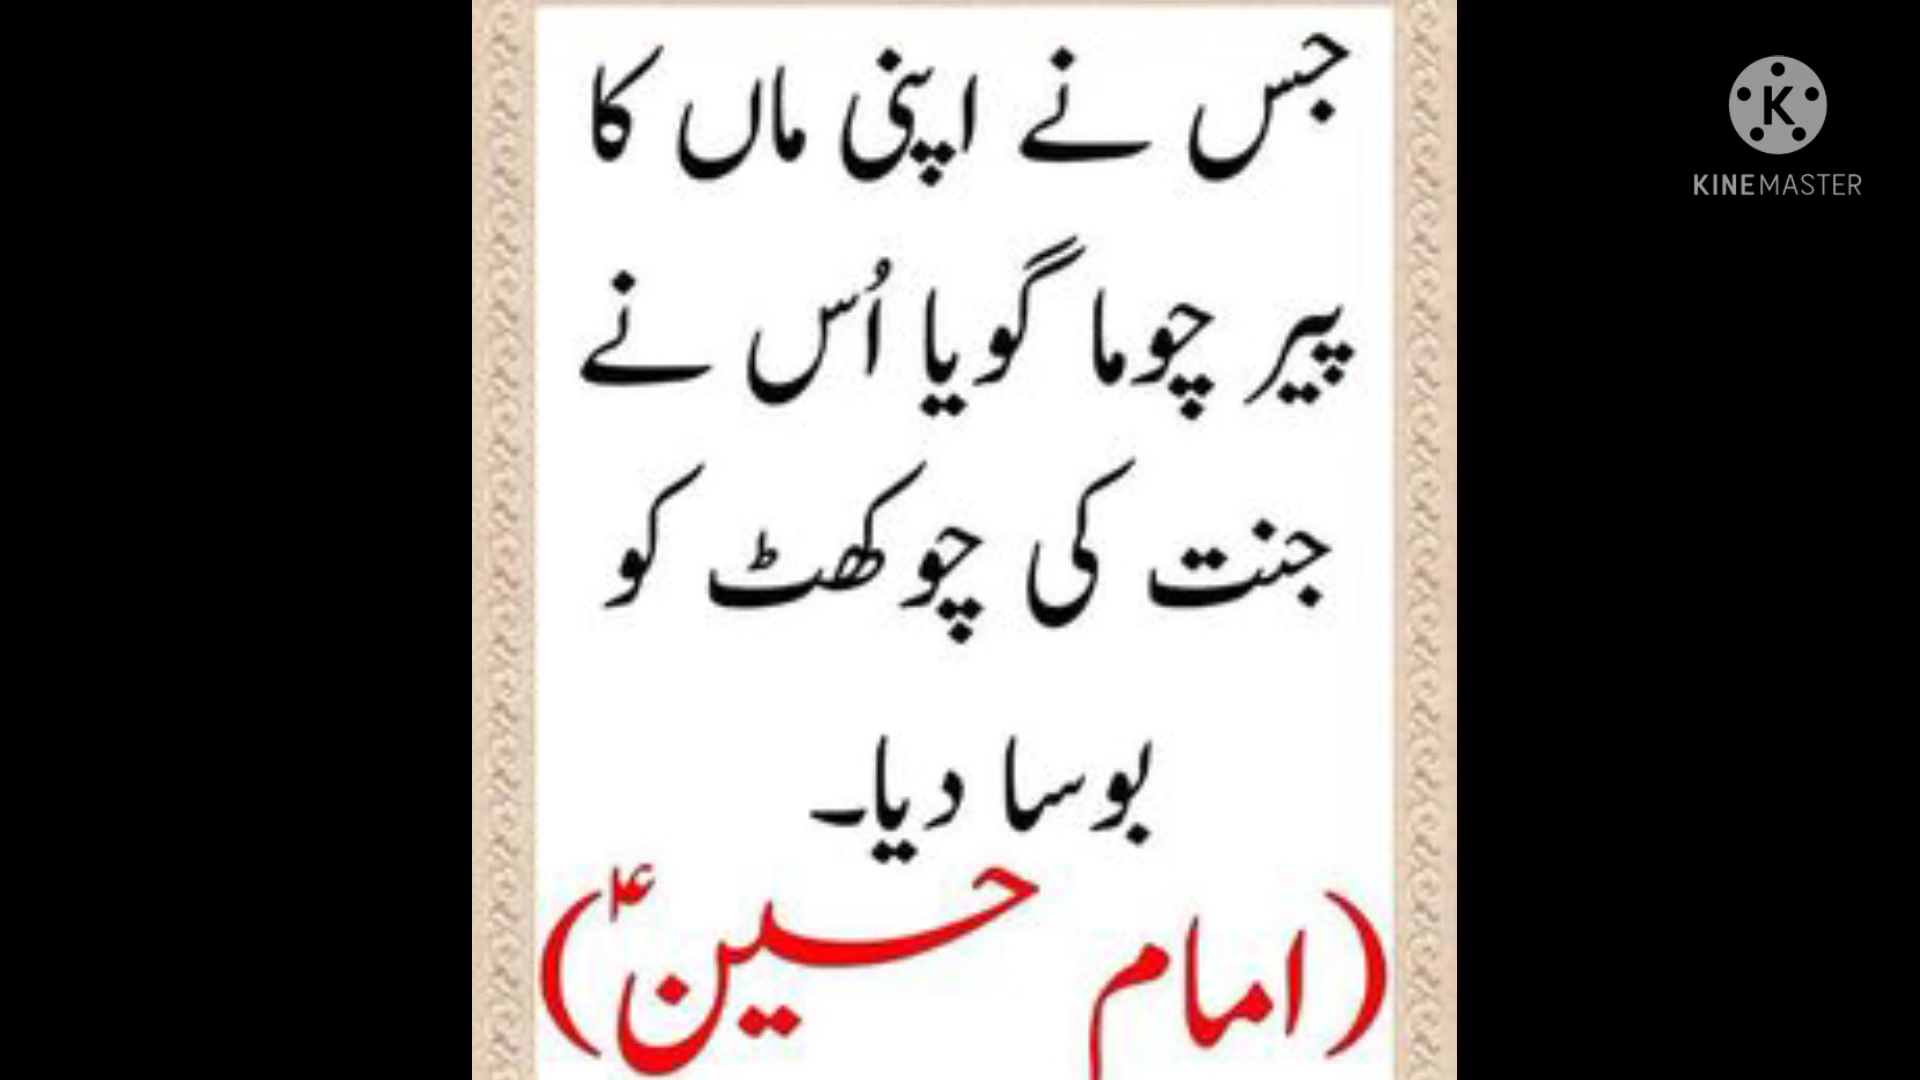 جس نے اپنی ماں کا
پیر چوما گویا اُس نے
جنت کی چوکھٹ کو
بوسا دیا۔
(امام حسینؑ)
K
KINEMASTER